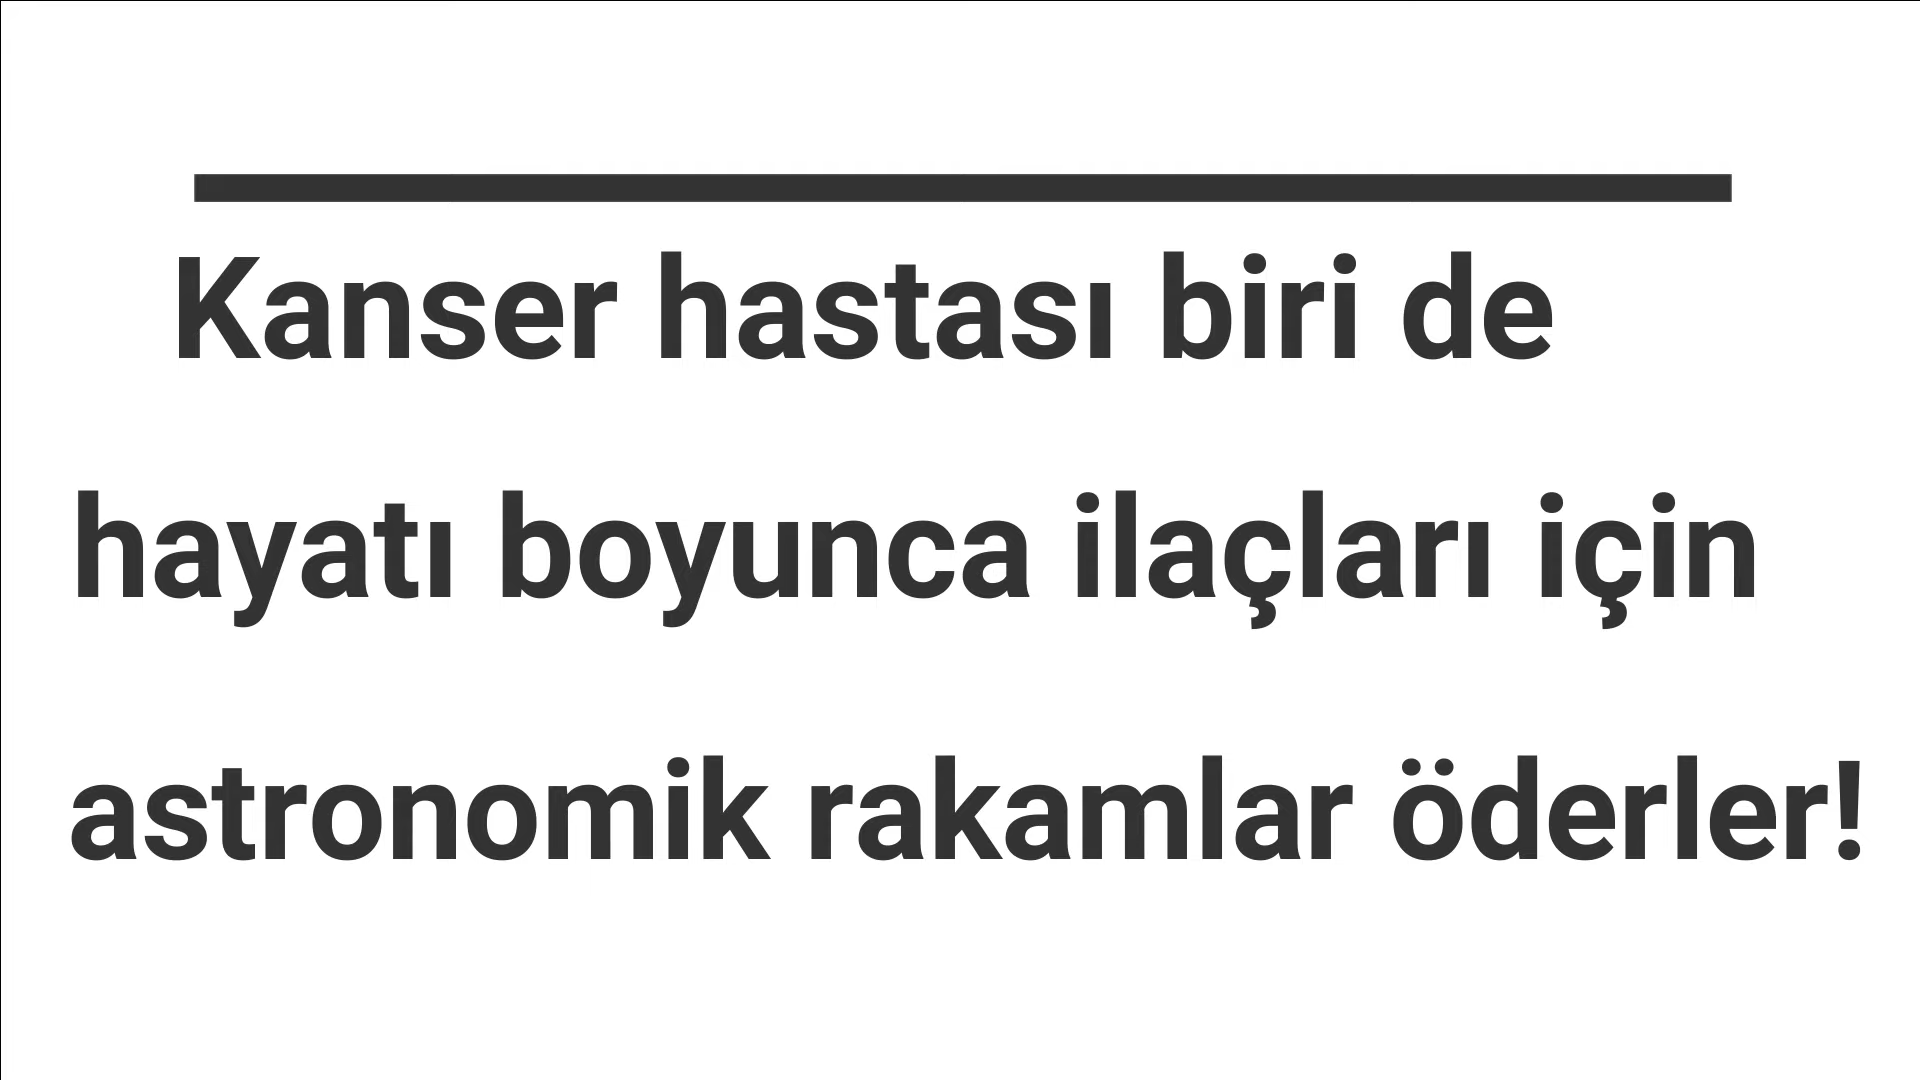 Kanser hastası biri de
hayatı boyunca ilaçları için
astronomik rakamlar öderler!